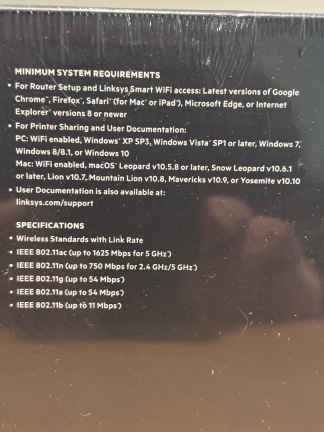 MINIMUM SYSTEM REQUIREMENTS
• For Router Setup and Linksys Smart WiFi access: Latest versions of Google
Chrome™, Firefox®, Safari® (for Mac® or iPad®), Microsoft Edge, or Internet
Explorer® versions 8 or newer
• For Printer Sharing and User Documentation:
PC: WiFi enabled, Windows® XP SP3, Windows Vista® SP1 or later, Windows 7,
Windows 8/8.1, or Windows 10
Mac: WiFi enabled, macOS® Leopard v10.5.8 or later, Snow Leopard v10.6.1
or later, Lion v10.7, Mountain Lion v10.8, Mavericks v10.9, or Yosemite v10.10
• User Documentation is also available at:
linksys.com/support
SPECIFICATIONS
• Wireless Standards with Link Rate
• IEEE 802.11ac (up to 1625 Mbps for 5 GHz*)
• IEEE 802.11n (up to 750 Mbps for 2.4 GHz/5 GHz*)
• IEEE 802.11g (up to 54 Mbps*)
• IEEE 802.11a (up to 54 Mbps*)
• IEEE 802.11b (up to 11 Mbps*)